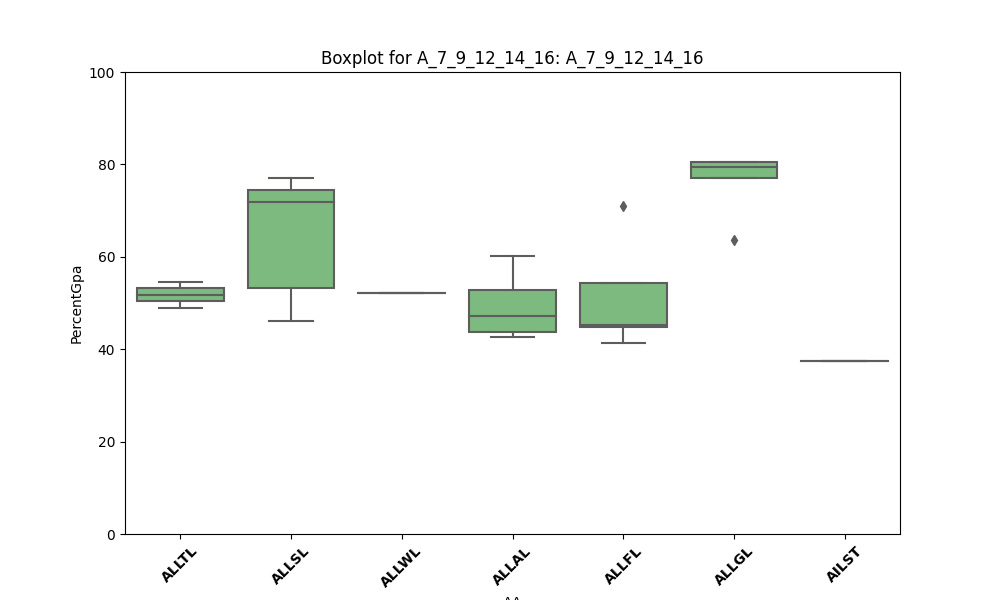 Boxplot for A_7_9_12_14_16: A_7_9_12_14_16
100
80
60
40
20
0
PercentGpa
ALLTL
ALLSL
ALLWL
ALLAL
ALLFL
ALLGL
AILST